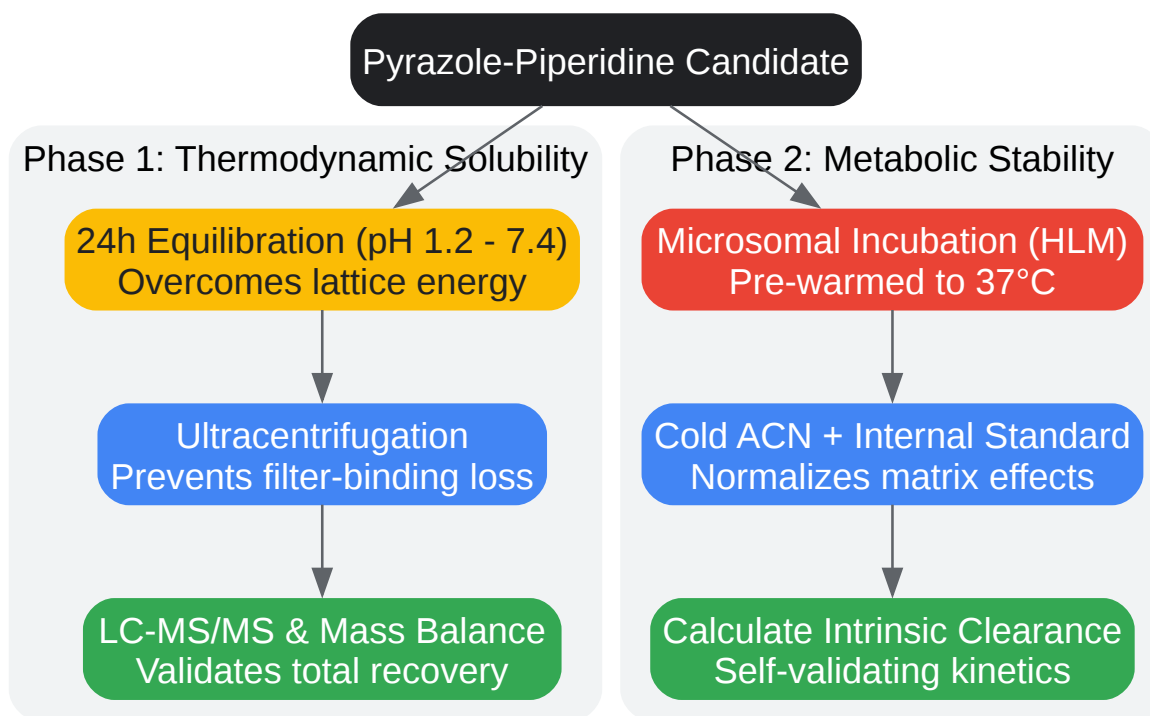 Pyrazole-Piperidine Candidate
Phase 1: Thermodynamic Solubility
24h Equilibration (pH 1.2 - 7.4)
Overcomes lattice energy
Ultracentrifugation
Prevents filter-binding loss
LC-MS/MS & Mass Balance
Validates total recovery
Phase 2: Metabolic Stability
Microsomal Incubation (HLM)
Pre-warmed to 37°C
Cold ACN + Internal Standard
Normalizes matrix effects
Calculate Intrinsic Clearance
Self-validating kinetics